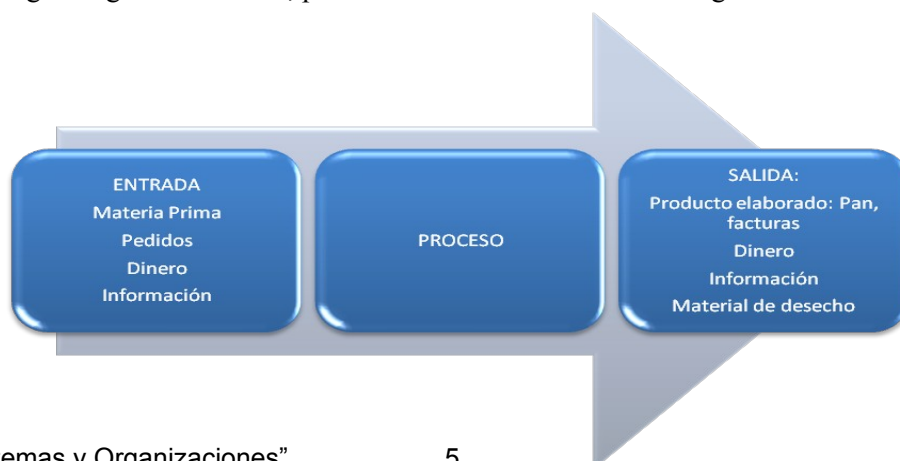 ENTRADA
Materia Prima
Pedidos
Dinero
Información
PROCESO
SALIDA:
Producto elaborado: Pan,
facturas
Dinero
Información
Material de desecho
y Organizaciones” 5